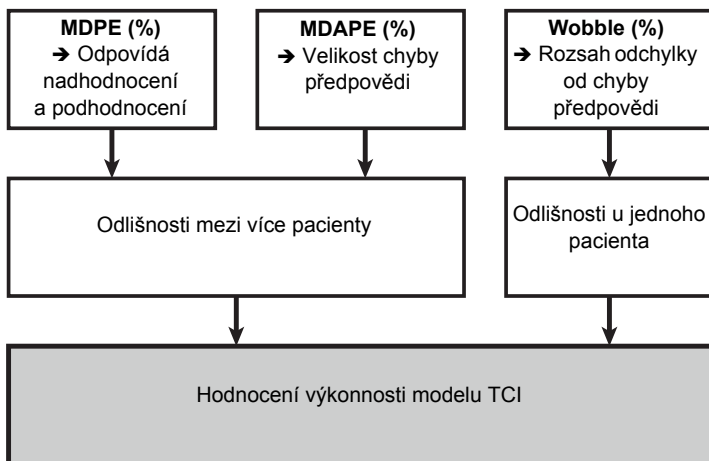 MDPE (%)
➔ Odpovídá
nadhodnocení
a podhodnocení
MDAPE (%)
➔ Velikost chyby
předpovědi
Wobble (%)
➔ Rozsah odchylky
od chyby
předpovědi
Odlišnosti mezi více pacienty
Odlišnosti u jednoho
pacienta
Hodnocení výkonnosti modelu TCI